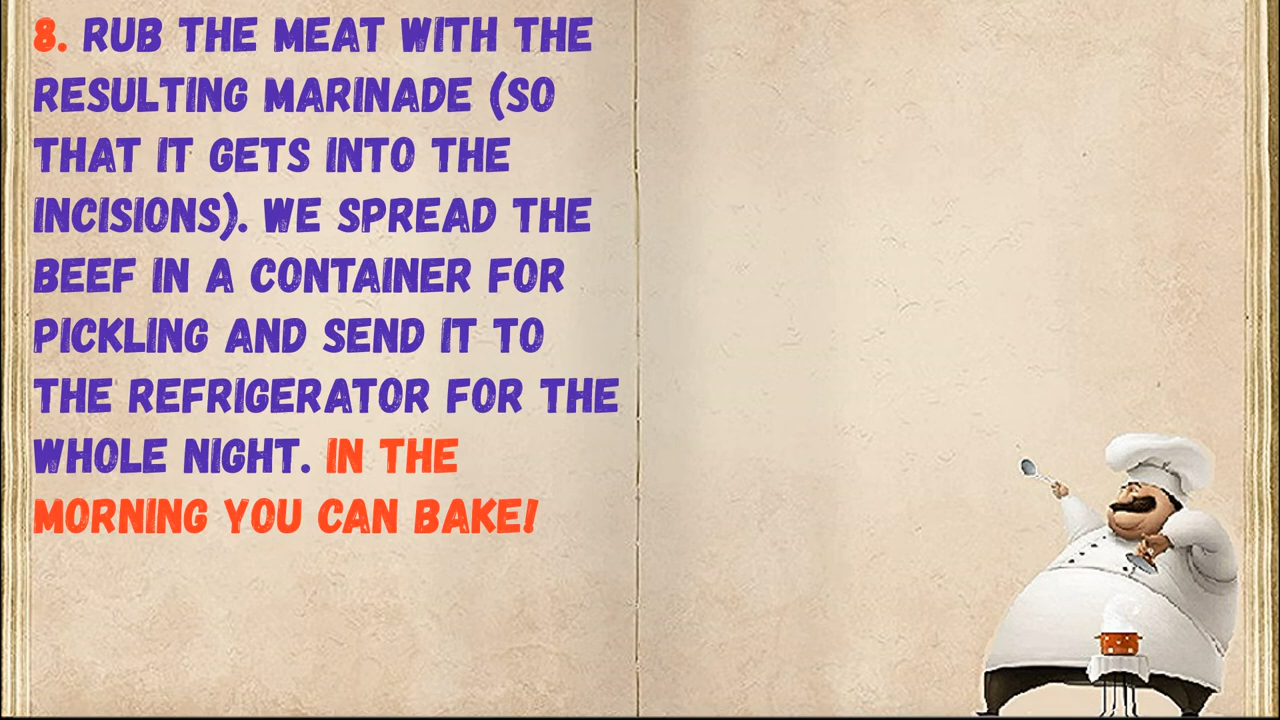 8. RUB THE MEAT WITH THE
RESULTING MARINADE (SO
THAT IT GETS INTO THE
INCISIONS). WE SPREAD THE
BEEF IN A CONTAINER FOR
PICKLING AND SEND IT TO
THE REFRIGERATOR FOR THE
WHOLE NIGHT. IN THE
MORNING YOU CAN BAKE!